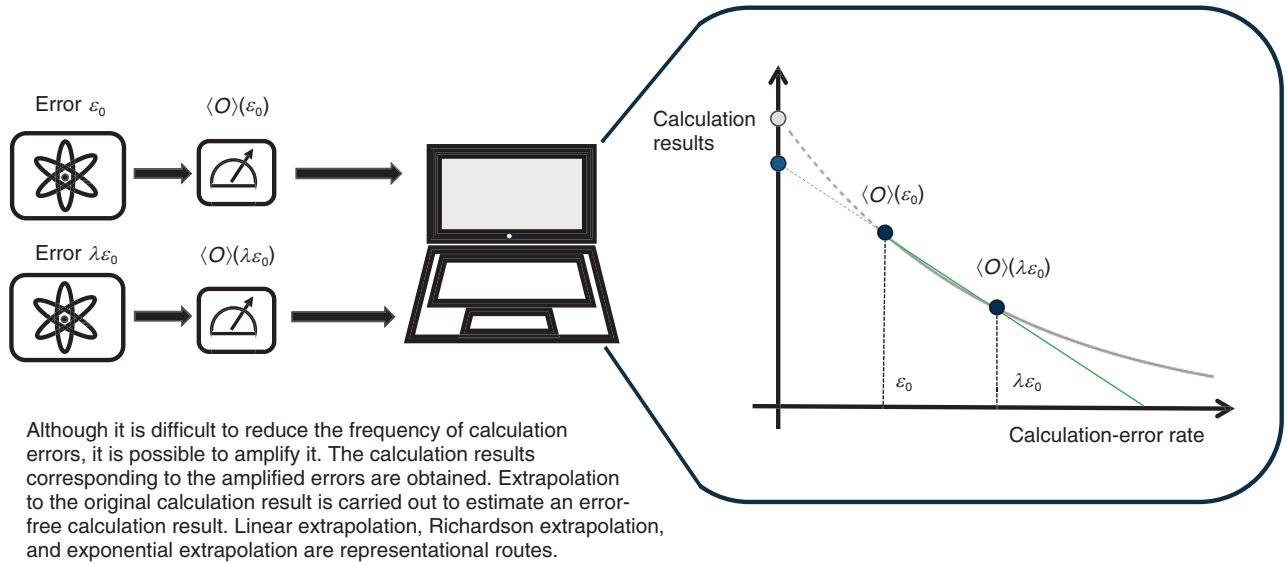 Error ε₀
⟨O⟩(ε₀)
Error λε₀
⟨O⟩(λε₀)
Calculation
results
⟨O⟩(ε₀)
⟨O⟩(λε₀)
ε₀
λε₀
Calculation-error rate
Although it is difficult to reduce the frequency of calculation
errors, it is possible to amplify it. The calculation results
corresponding to the amplified errors are obtained. Extrapolation
to the original calculation result is carried out to estimate an error-
free calculation result. Linear extrapolation, Richardson extrapolation,
and exponential extrapolation are representational routes.